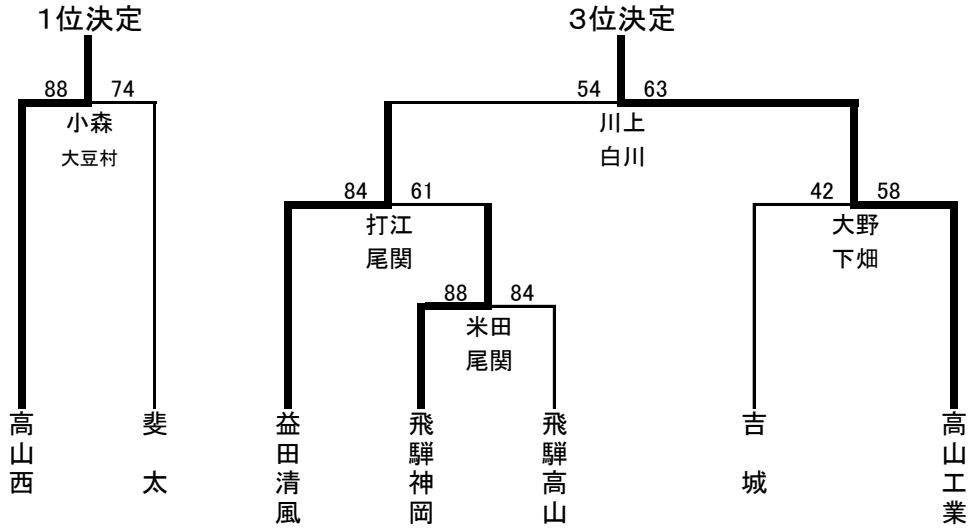 1位決定
3位決定
88 74
54 63
小森
大豆村
川上
白川
84 61
42 58
打江
尾関
大野
下畑
88 84
米田
尾関
高山西
斐太
益田清風
飛騨神岡
飛騨高山
吉城
高山工業